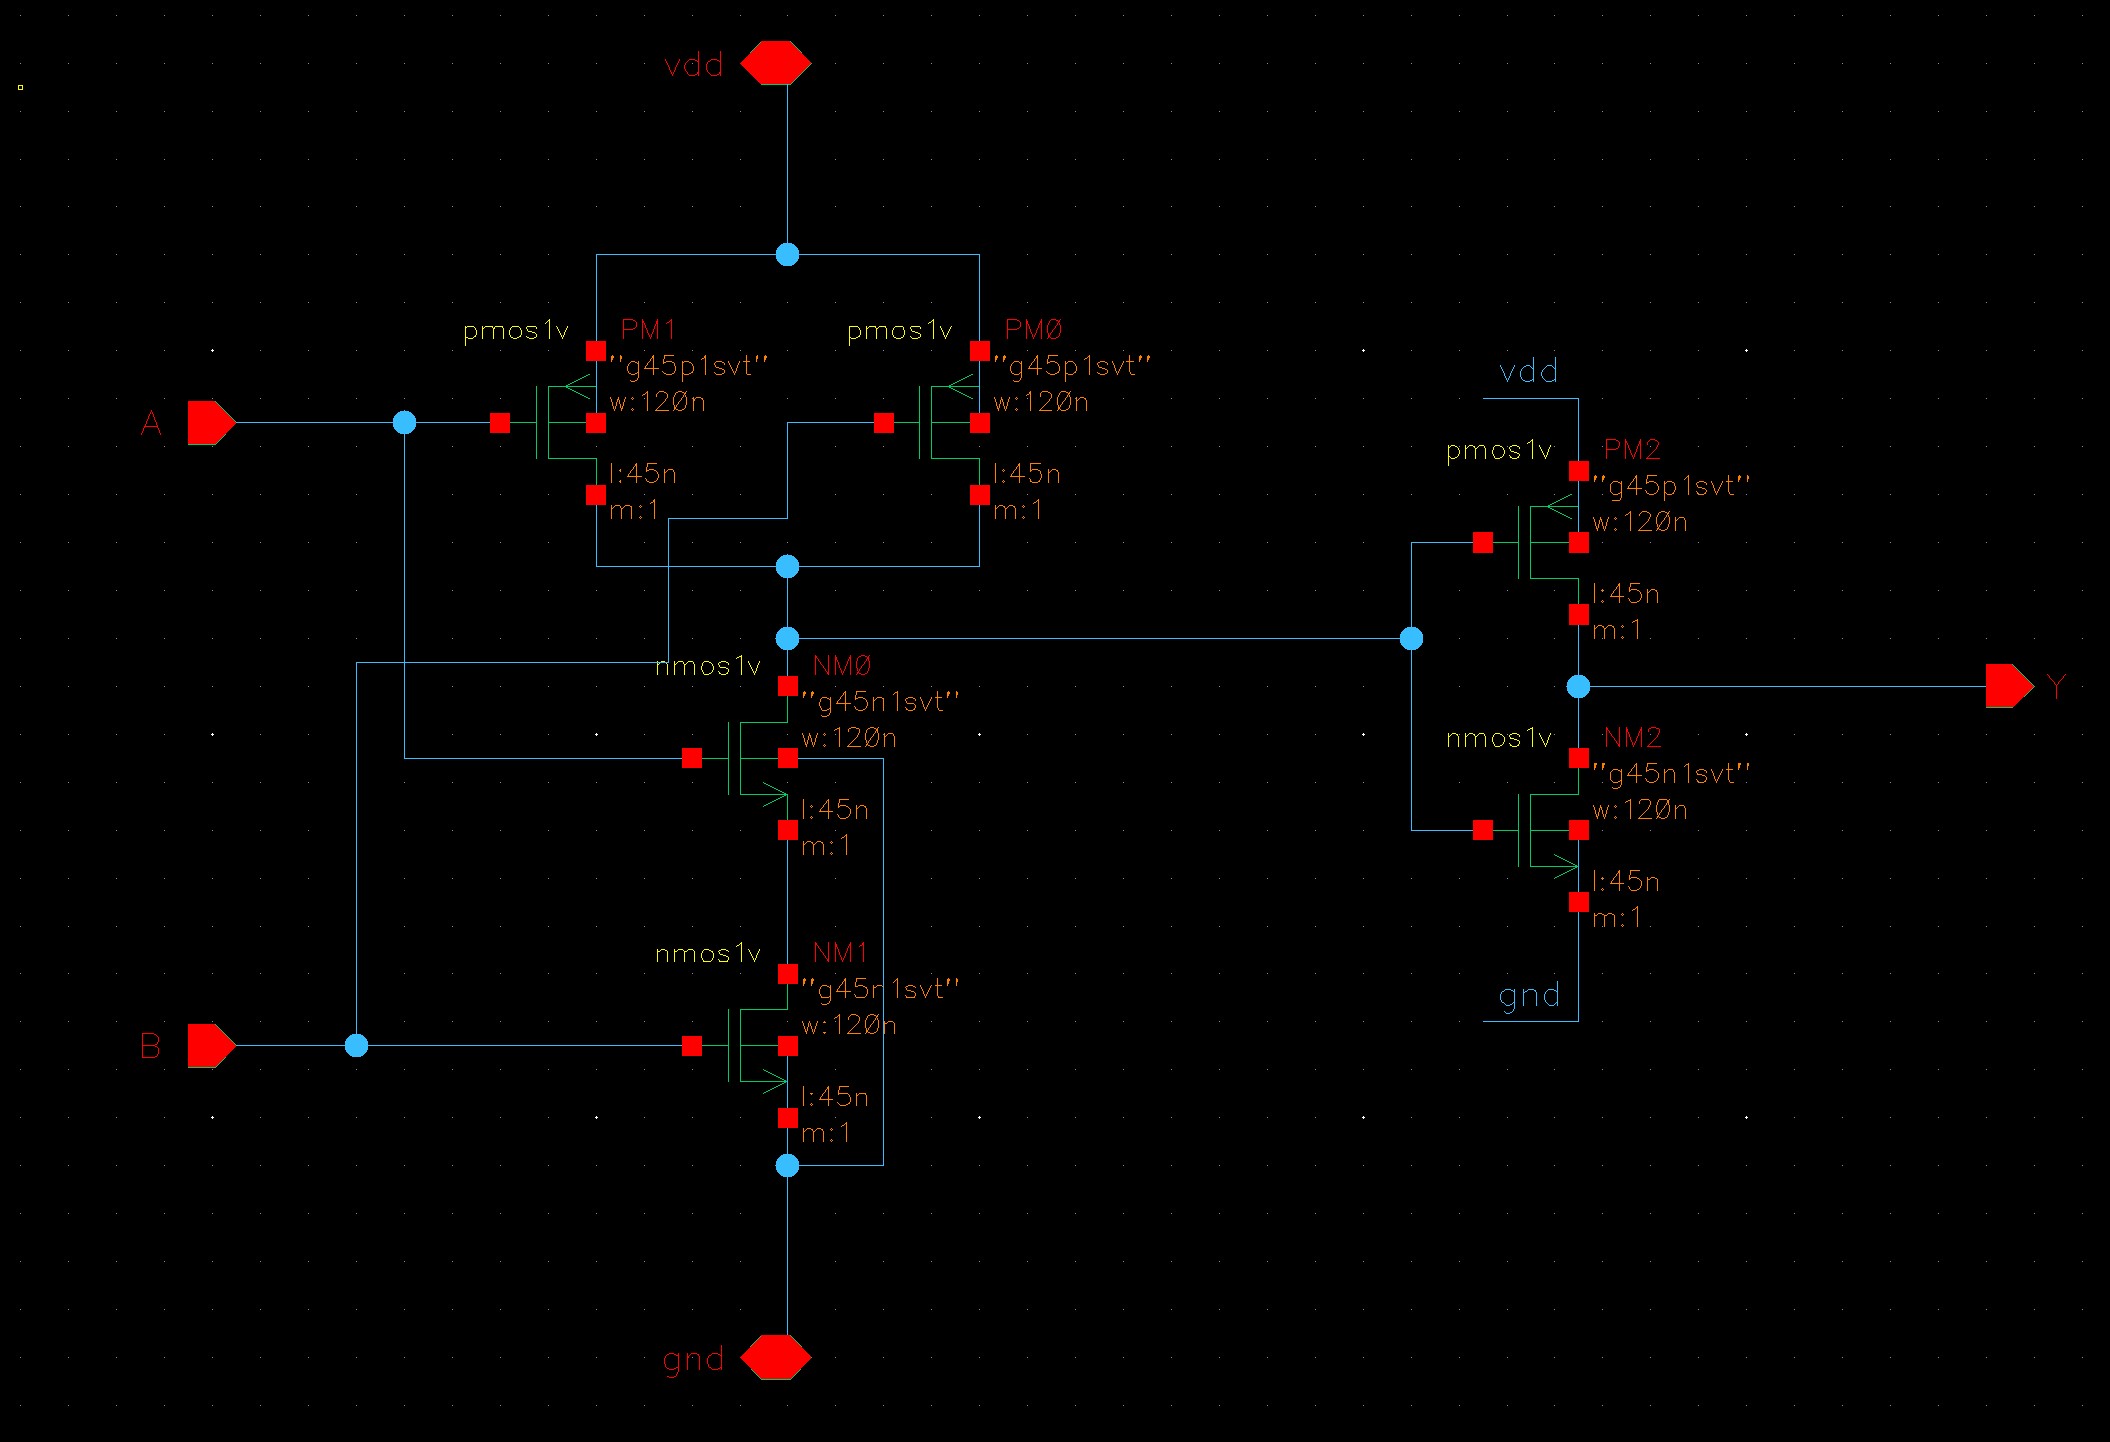 vdd
pmos1v PM1
"g45p1svt"
w:120n
l:45n
m:1
pmos1v PM0
"g45p1svt"
w:120n
l:45n
m:1
A
vdd
pmos1v PM2
"g45p1svt"
w:120n
l:45n
m:1
nmos1v NM0
"g45n1svt"
w:120n
l:45n
m:1
Y
nmos1v NM2
"g45n1svt"
w:120n
l:45n
m:1
nmos1v NM1
"g45n1svt"
w:120n
l:45n
m:1
gnd
B
gnd